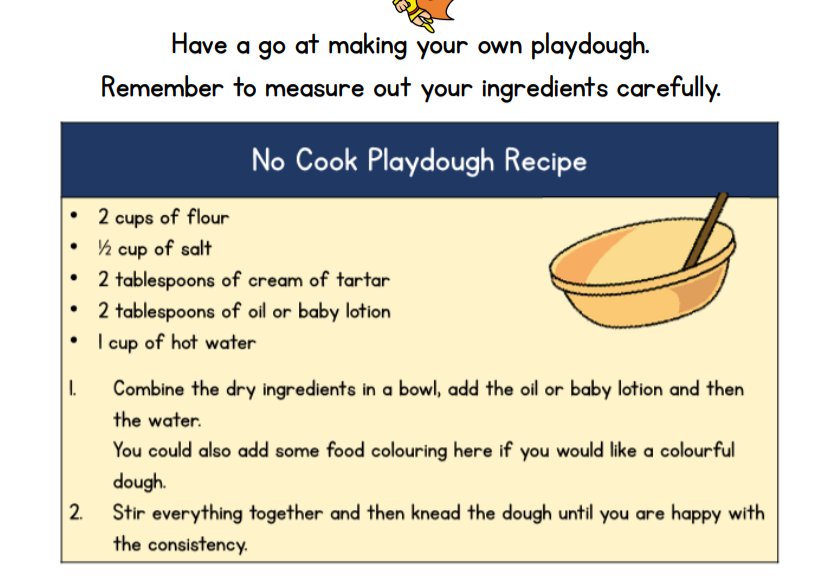 Have a go at making your own playdough.
Remember to measure out your ingredients carefully.
No Cook Playdough Recipe
• 2 cups of flour
• ½ cup of salt
• 2 tablespoons of cream of tartar
• 2 tablespoons of oil or baby lotion
• 1 cup of hot water
1. Combine the dry ingredients in a bowl, add the oil or baby lotion and then
the water.
You could also add some food colouring here if you would like a colourful
dough.
2. Stir everything together and then knead the dough until you are happy with
the consistency.